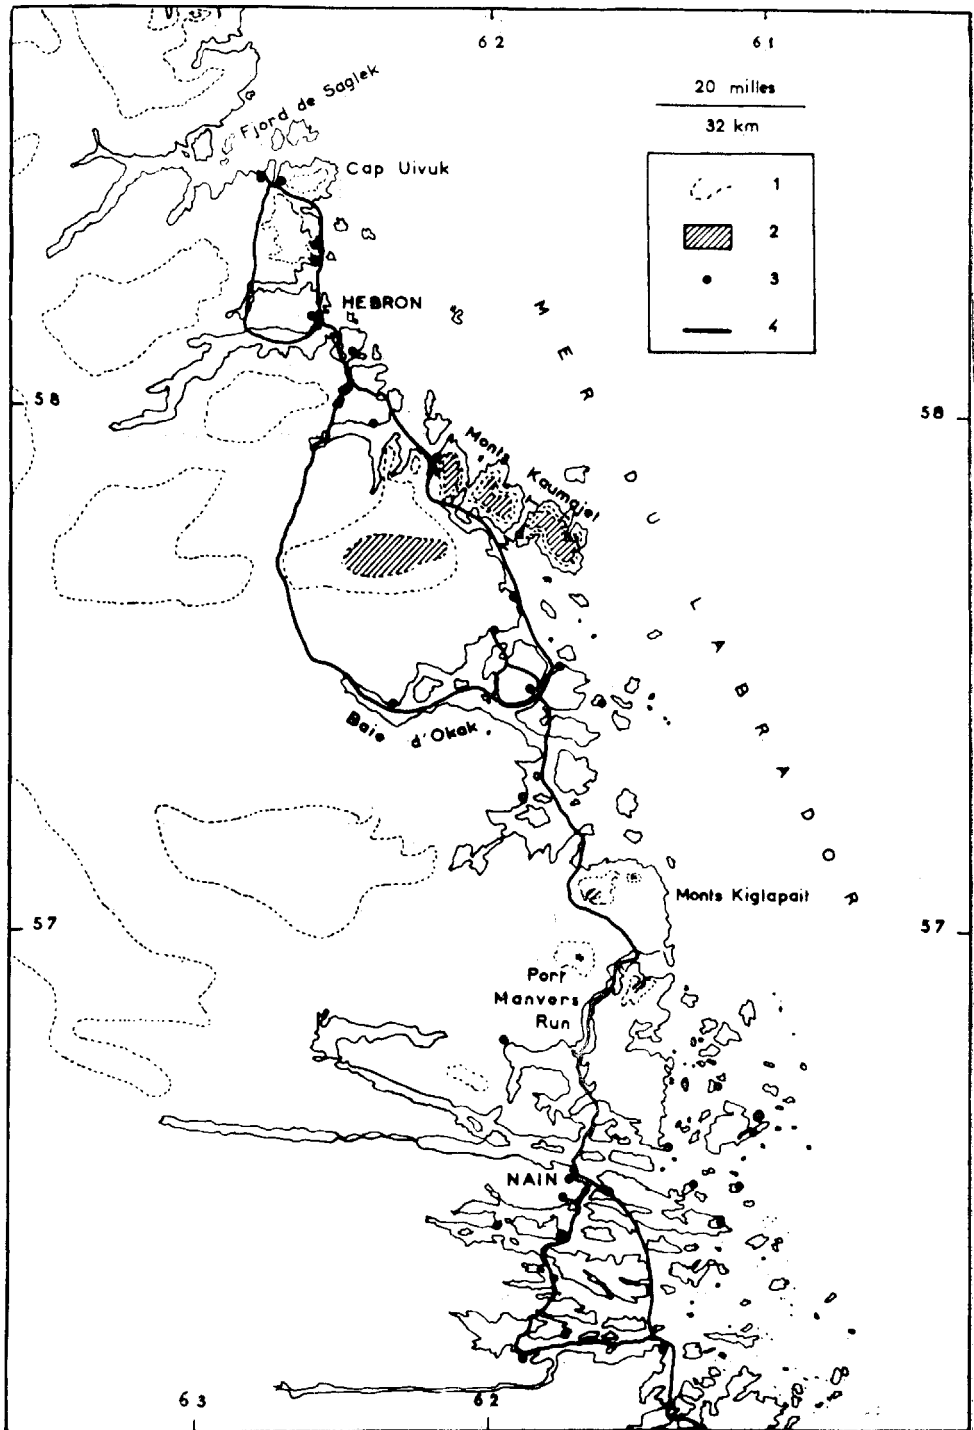 62
61
20 milles
32 km
Fjord de Saglek
Cap Uivuk
1
2
3
4
HEBRON
MER DU LABRADOR
58
58
Monts Kaumajet
Baie d'Okak
57
57
Monts Kiglapait
Port
Manvers
Run
NAIN
63
62